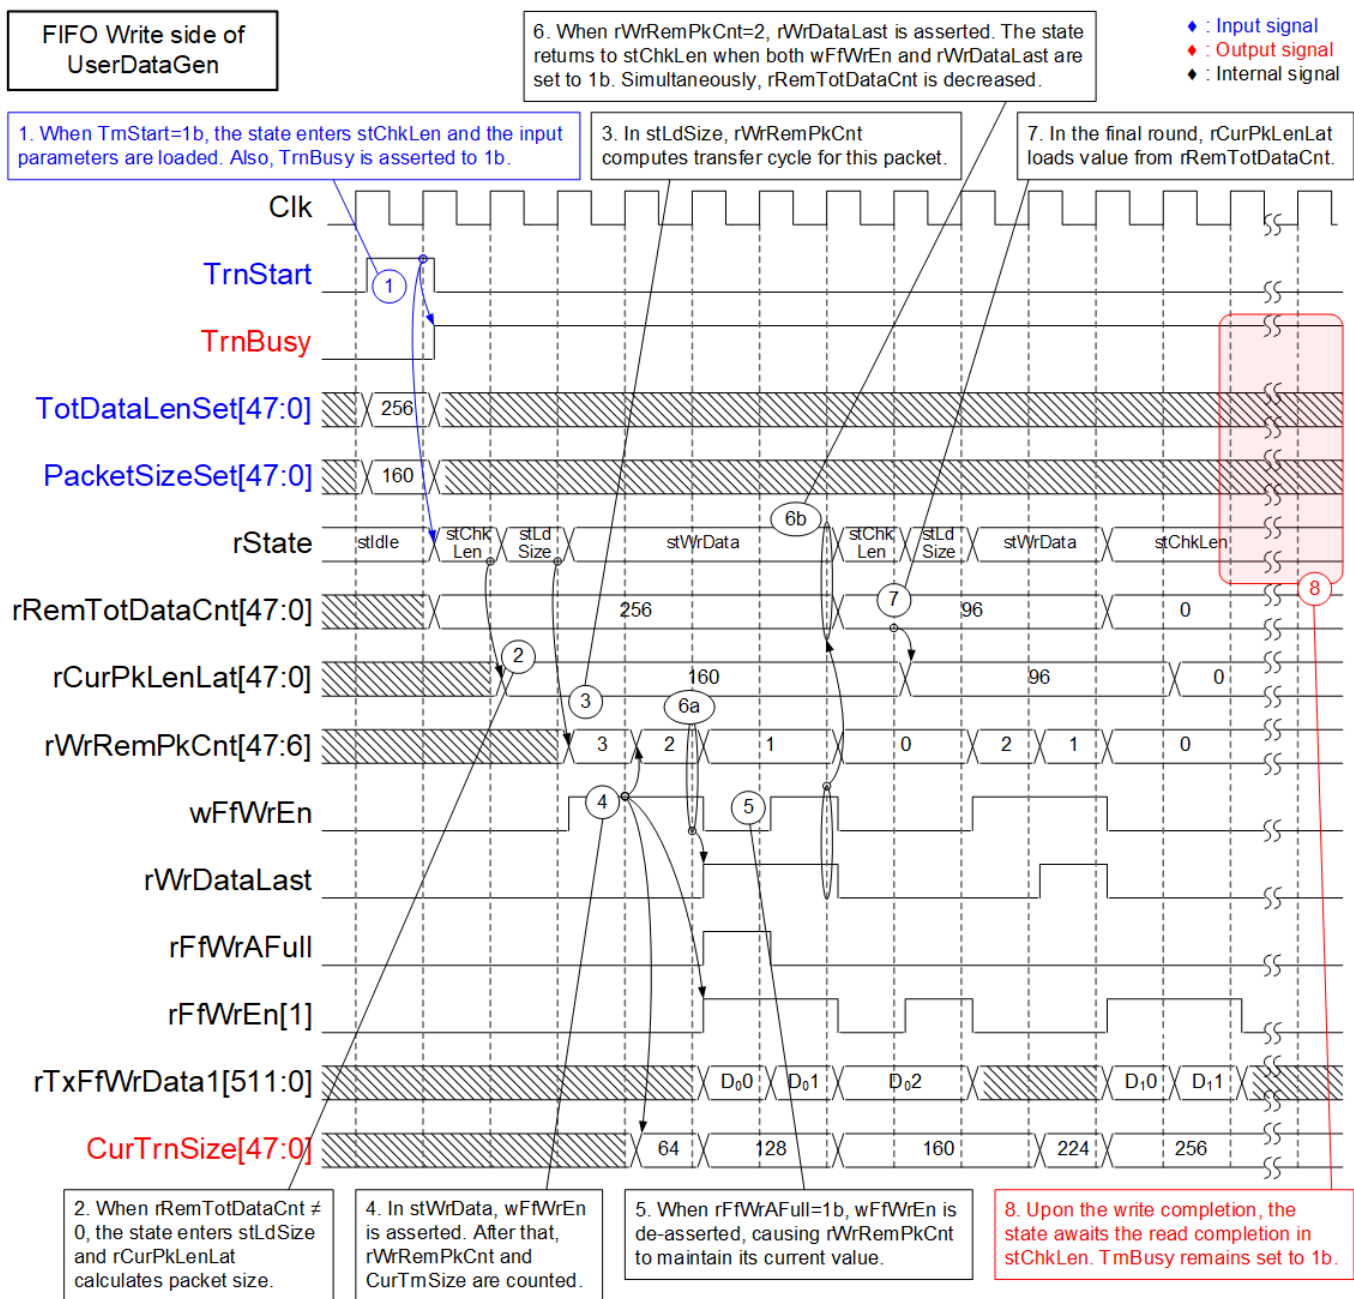 FIFO Write side of
UserDataGen
6. When rWrRemPkCnt=2, rWrDataLast is asserted. The state
returns to stChkLen when both wFfWrEn and rWrDataLast are
set to 1b. Simultaneously, rRemTotDataCnt is decreased.
♦ : Input signal
♦ : Output signal
♦ : Internal signal
1. When TrnStart=1b, the state enters stChkLen and the input
parameters are loaded. Also, TrnBusy is asserted to 1b.
3. In stLdSize, rWrRemPkCnt
computes transfer cycle for this packet.
7. In the final round, rCurPkLenLat
loads value from rRemTotDataCnt.
Clk
TrnStart
1
TrnBusy
TotDataLenSet[47:0]
256
PacketSizeSet[47:0]
160
6b
rState
stIdle
stChk
Len
stLd
Size
stWrData
stChk
Len
stLd
Size
stWrData
stChkLen
8
rRemTotDataCnt[47:0]
256
7
96
0
2
rCurPkLenLat[47:0]
160
96
0
3
6a
rWrRemPkCnt[47:6]
3
2
1
0
2
1
0
wFfWrEn
4
5
rWrDataLast
rFfWrAFull
rFfWrEn[1]
rTxFfWrData1[511:0]
D₀0
D₀1
D₀2
D₁0
D₁1
CurTrnSize[47:0]
64
128
160
224
256
2. When rRemTotDataCnt ≠
0, the state enters stLdSize
and rCurPkLenLat
calculates packet size.
4. In stWrData, wFfWrEn
is asserted. After that,
rWrRemPkCnt and
CurTrnSize are counted.
5. When rFfWrAFull=1b, wFfWrEn is
de-asserted, causing rWrRemPkCnt
to maintain its current value.
8. Upon the write completion, the
state awaits the read completion in
stChkLen. TrnBusy remains set to 1b.